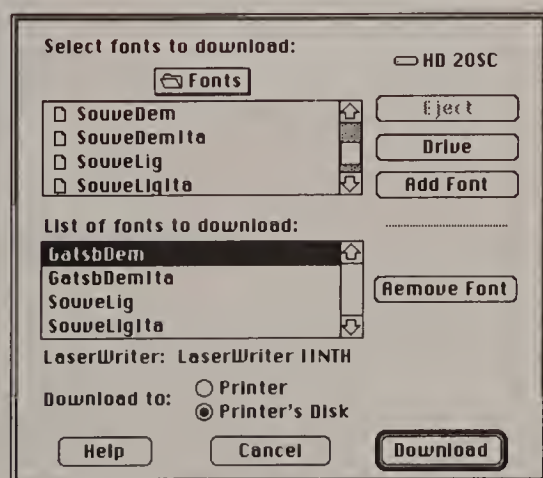 Select fonts to download:
HD 20SC
Fonts
SouveDem
SouveDemIta
SouveLig
SouveLigIta
Eject
Drive
Add Font
List of fonts to download:
GatsbDem
GatsbDemIta
SouveLig
SouveLigIta
Remove Font
LaserWriter: LaserWriter IINTX
Download to:
Printer
Printer's Disk
Help
Cancel
Download